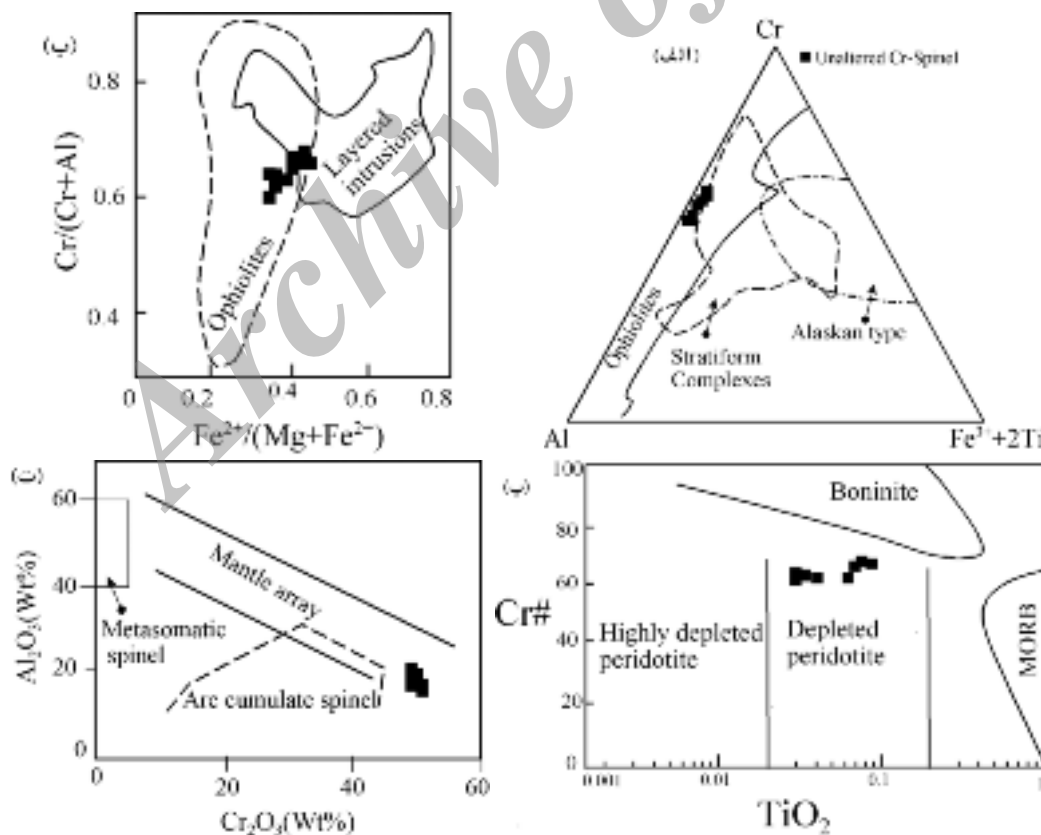 Archive of
(ج)
Cr/(Cr+Al)
0.8
0.6
0.4
0
0.2
0.4
0.6
0.8
Ophiolites
Layered
intrusions
Fe²⁺/(Mg+Fe²⁺)
(الف)
Cr
■ Unaltered Cr-Spinel
Ophiolites
Stratiform
Complexes
Alaskan type
Al
Fe³⁺+2Ti
Al₂O₃(Wt%)
60
40
20
0
Mantle array
Metasomatic
spinel
Arc cumulate spinel
0
20
40
60
Cr₂O₃(Wt%)
(ب)
Cr#
100
80
60
40
20
0
Boninite
Highly depleted
peridotite
Depleted
peridotite
MORB
0.001
0.01
0.1
1
TiO₂